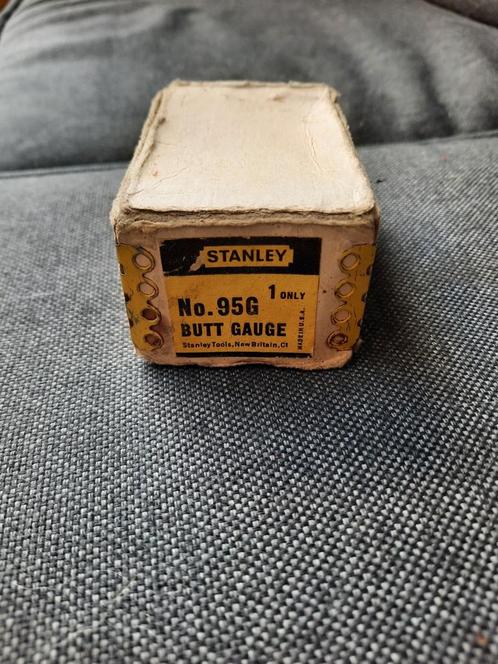 STANLEY
1 ONLY
No. 95G
BUTT GAUGE
Stanley Tools, New Britain, Ct
MADE IN U.S.A.